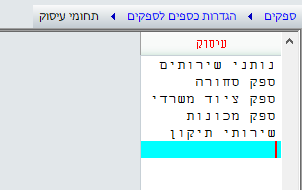 ספקים ◄ הגדרות כספים לספקים ◄ תחומי עיסוק
עיסוק
נותני שירותים
ספק סחורה
ספק ציוד משרדי
ספק מכונות
שירותי תיקון